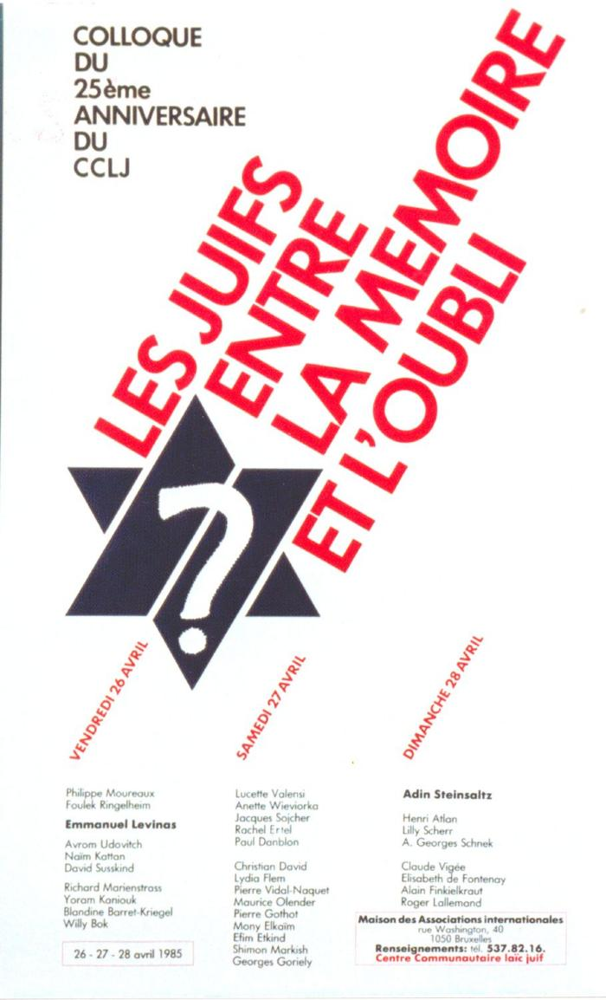 COLLOQUE
DU
25ème
ANNIVERSAIRE
DU
CCLJ
LES JUIFS
ENTRE
LA MEMOIRE
ET L'OUBLI
?
VENDREDI 26 AVRIL
Philippe Moureaux
Foulek Ringelheim
Emmanuel Levinas
Avrom Udovitch
Naïm Kattan
David Susskind
Richard Marienstrass
Yoram Kaniouk
Blandine Barret-Kriegel
Willy Bok
26 - 27 - 28 avril 1985
SAMEDI 27 AVRIL
Lucette Valensi
Anette Wieviorka
Jacques Sojcher
Rachel Ertel
Paul Danblon
Christian David
Lydia Flem
Pierre Vidal-Naquet
Maurice Olender
Pierre Gothot
Mony Elkaïm
Efim Etkind
Shimon Markish
Georges Goriely
DIMANCHE 28 AVRIL
Adin Steinsaltz
Henri Atlan
Lilly Scherr
A. Georges Schnek
Claude Vigée
Elisabeth de Fontenay
Alain Finkielkraut
Roger Lallemand
Maison des Associations internationales
rue Washington, 40
1050 Bruxelles
Renseignements: tél. 537.82.16.
Centre Communautaire laïc juif